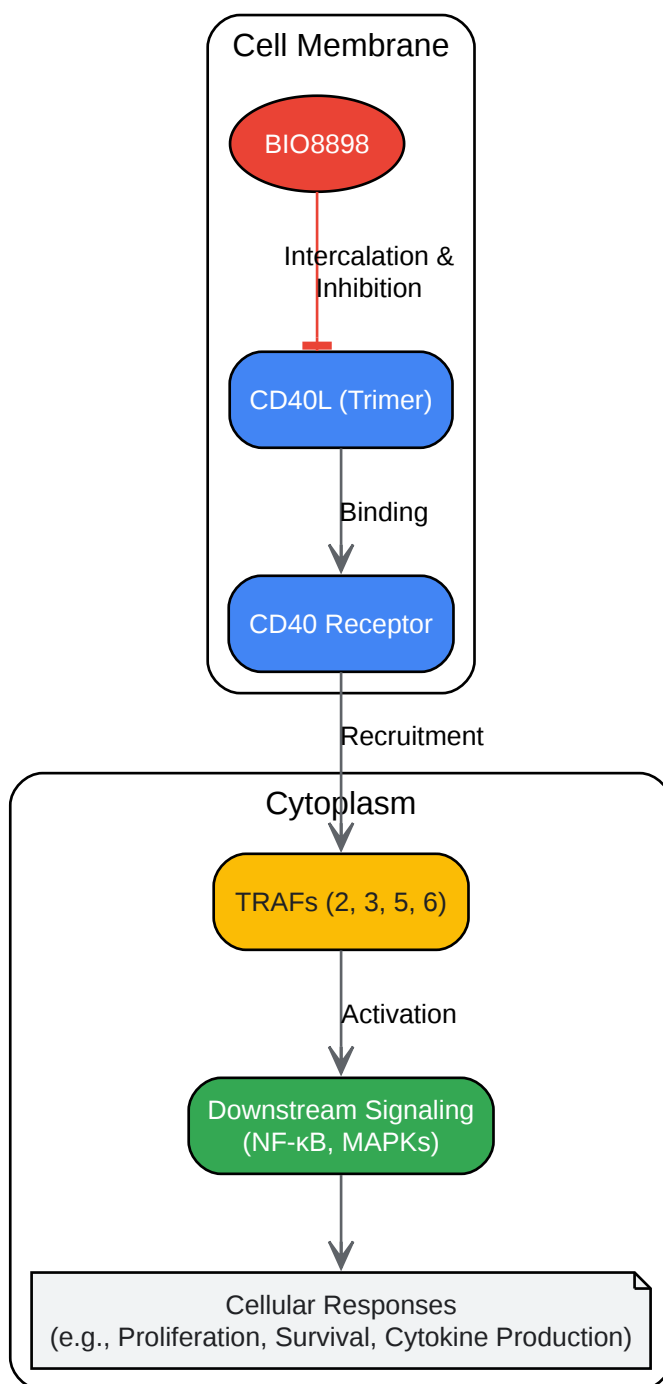 Cell Membrane
BIO8898
Intercalation &
Inhibition
CD40L (Trimer)
Binding
CD40 Receptor
Recruitment
Cytoplasm
TRAFs (2, 3, 5, 6)
Activation
Downstream Signaling
(NF-κB, MAPKs)
Cellular Responses
(e.g., Proliferation, Survival, Cytokine Production)